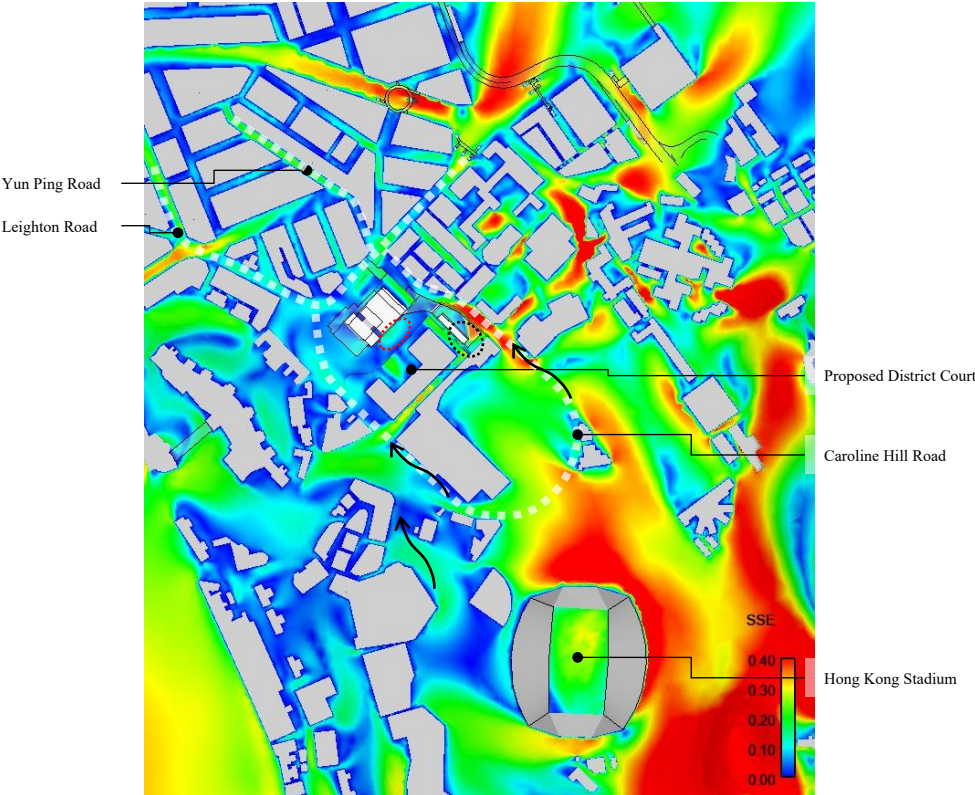 Yun Ping Road
Leighton Road
Proposed District Court
Caroline Hill Road
SSE
0.40
0.30
0.20
0.10
0.00
Hong Kong Stadium